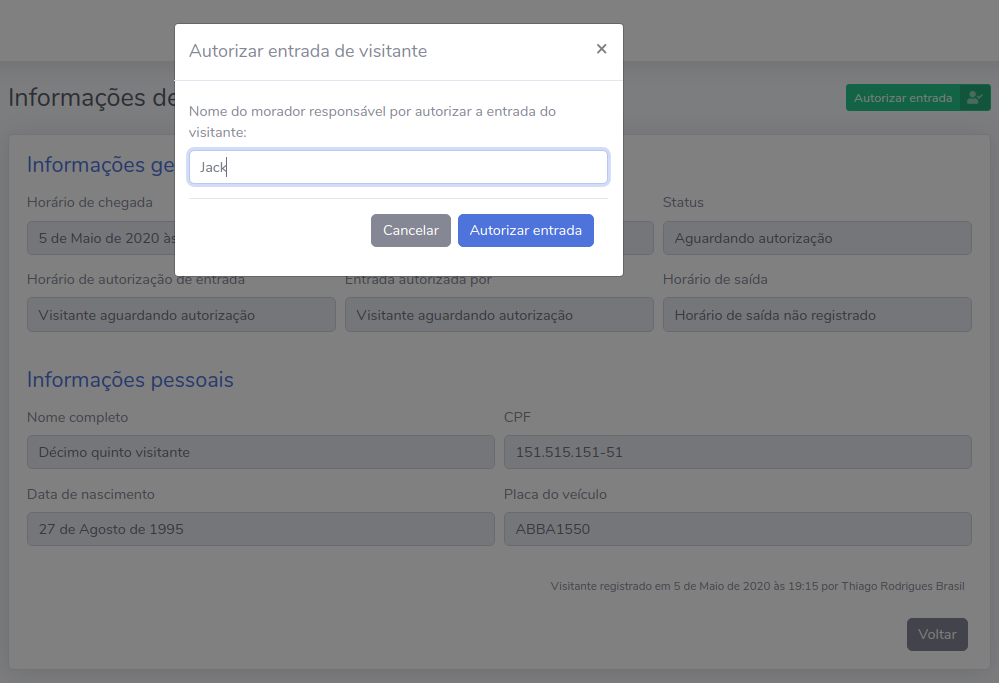 Autorizar entrada de visitante
×
Nome do morador responsável por autorizar a entrada do
visitante:
Jack
Cancelar
Autorizar entrada
Informações de
Autorizar entrada
Informações ge
Horário de chegada
Status
5 de Maio de 2020 às
Aguardando autorização
Horário de autorização de entrada
Entrada autorizada por
Horário de saída
Visitante aguardando autorização
Visitante aguardando autorização
Horário de saída não registrado
Informações pessoais
Nome completo
CPF
Décimo quinto visitante
151.515.151-51
Data de nascimento
Placa do veículo
27 de Agosto de 1995
ABBA1550
Visitante registrado em 5 de Maio de 2020 às 19:15 por Thiago Rodrigues Brasil
Voltar